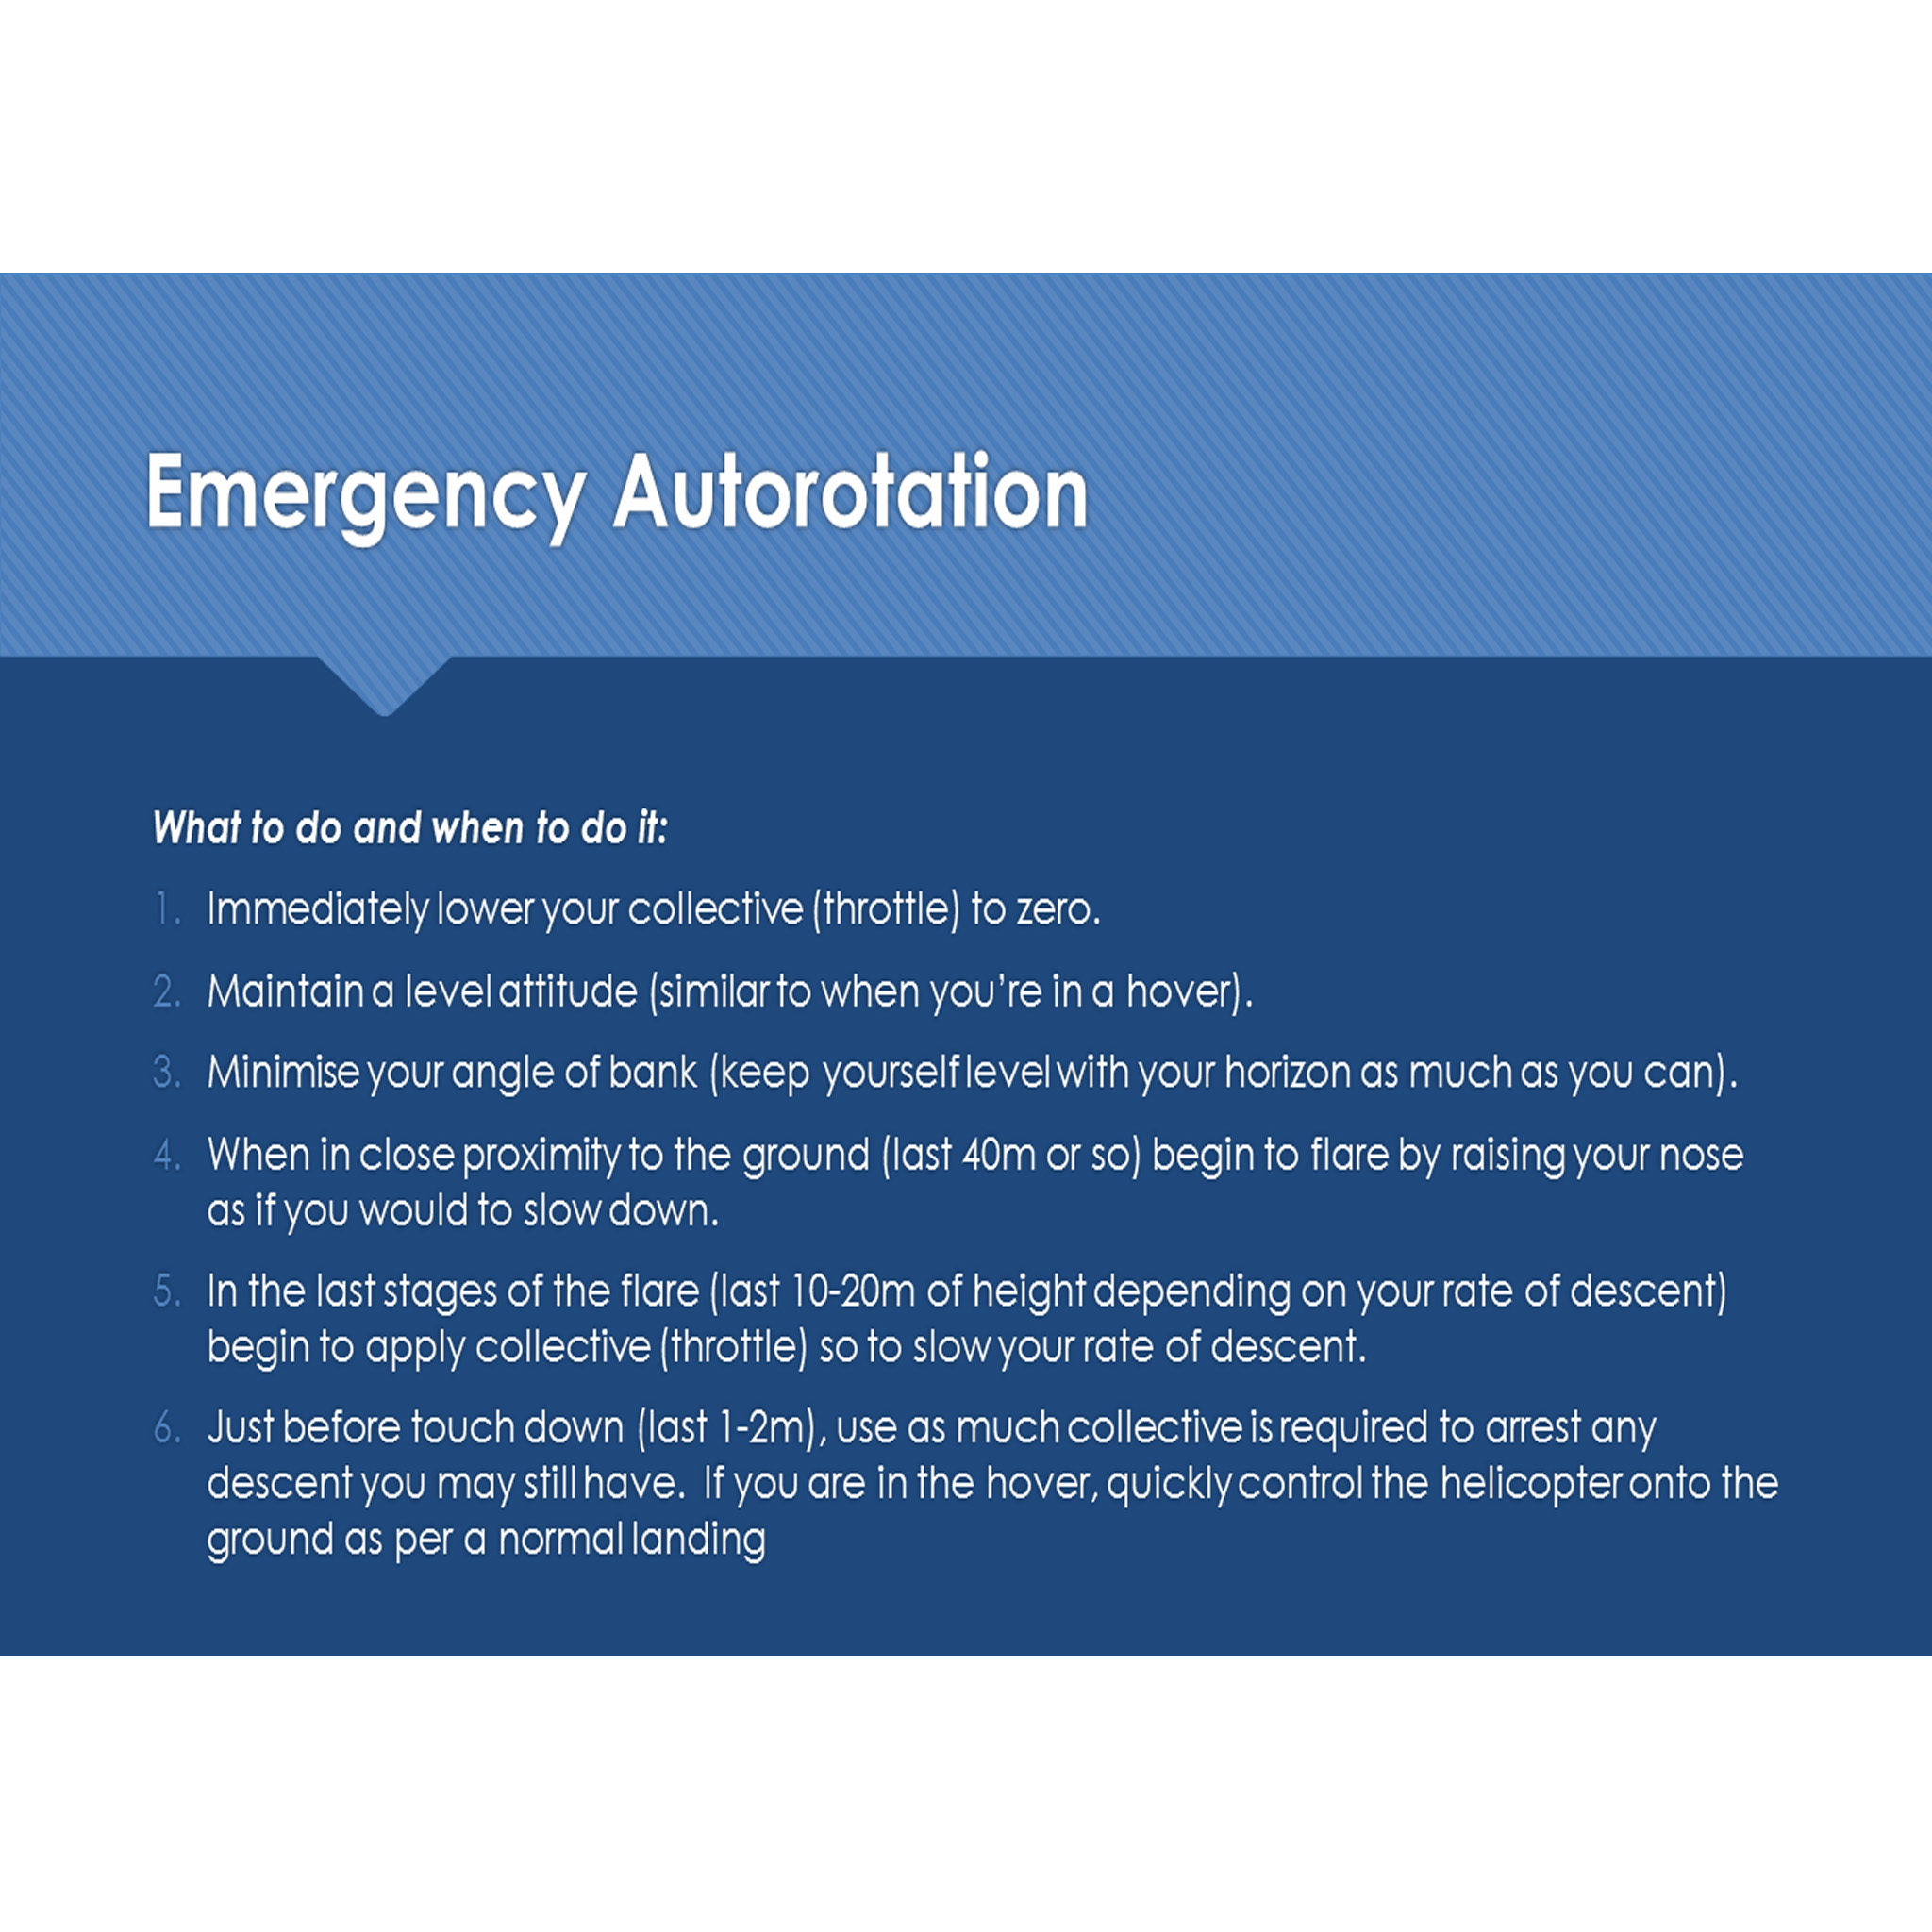 Emergency Autorotation
What to do and when to do it:
1. Immediately lower your collective (throttle) to zero.
2. Maintain a level attitude (similar to when you're in a hover).
3. Minimise your angle of bank (keep yourself level with your horizon as much as you can).
4. When in close proximity to the ground (last 40m or so) begin to flare by raising your nose
as if you would to slow down.
5. In the last stages of the flare (last 10-20m of height depending on your rate of descent)
begin to apply collective (throttle) so to slow your rate of descent.
6. Just before touch down (last 1-2m), use as much collective is required to arrest any
descent you may still have.  If you are in the hover, quickly control the helicopter onto the
ground as per a normal landing